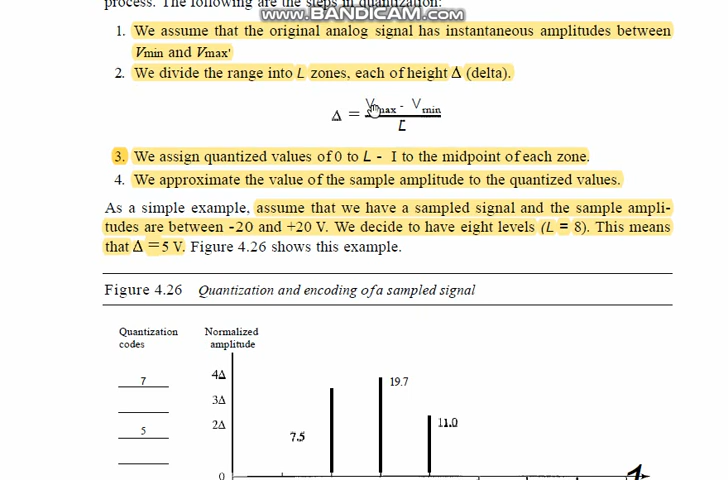 process. The following are the steps in quantization:
www.BANDICAM.com
1. We assume that the original analog signal has instantaneous amplitudes between
Vmin and Vmax'
2. We divide the range into L zones, each of height Δ (delta).
Δ = Vmax - Vmin
L
3. We assign quantized values of 0 to L - I to the midpoint of each zone.
4. We approximate the value of the sample amplitude to the quantized values.
As a simple example, assume that we have a sampled signal and the sample ampli-
tudes are between -20 and +20 V. We decide to have eight levels (L = 8). This means
that Δ = 5 V. Figure 4.26 shows this example.
Figure 4.26 Quantization and encoding ofa sampled signal
Quantization Normalized
codes amplitude
7 4Δ 19.7
3Δ
5 2Δ 7.5 11.0
0